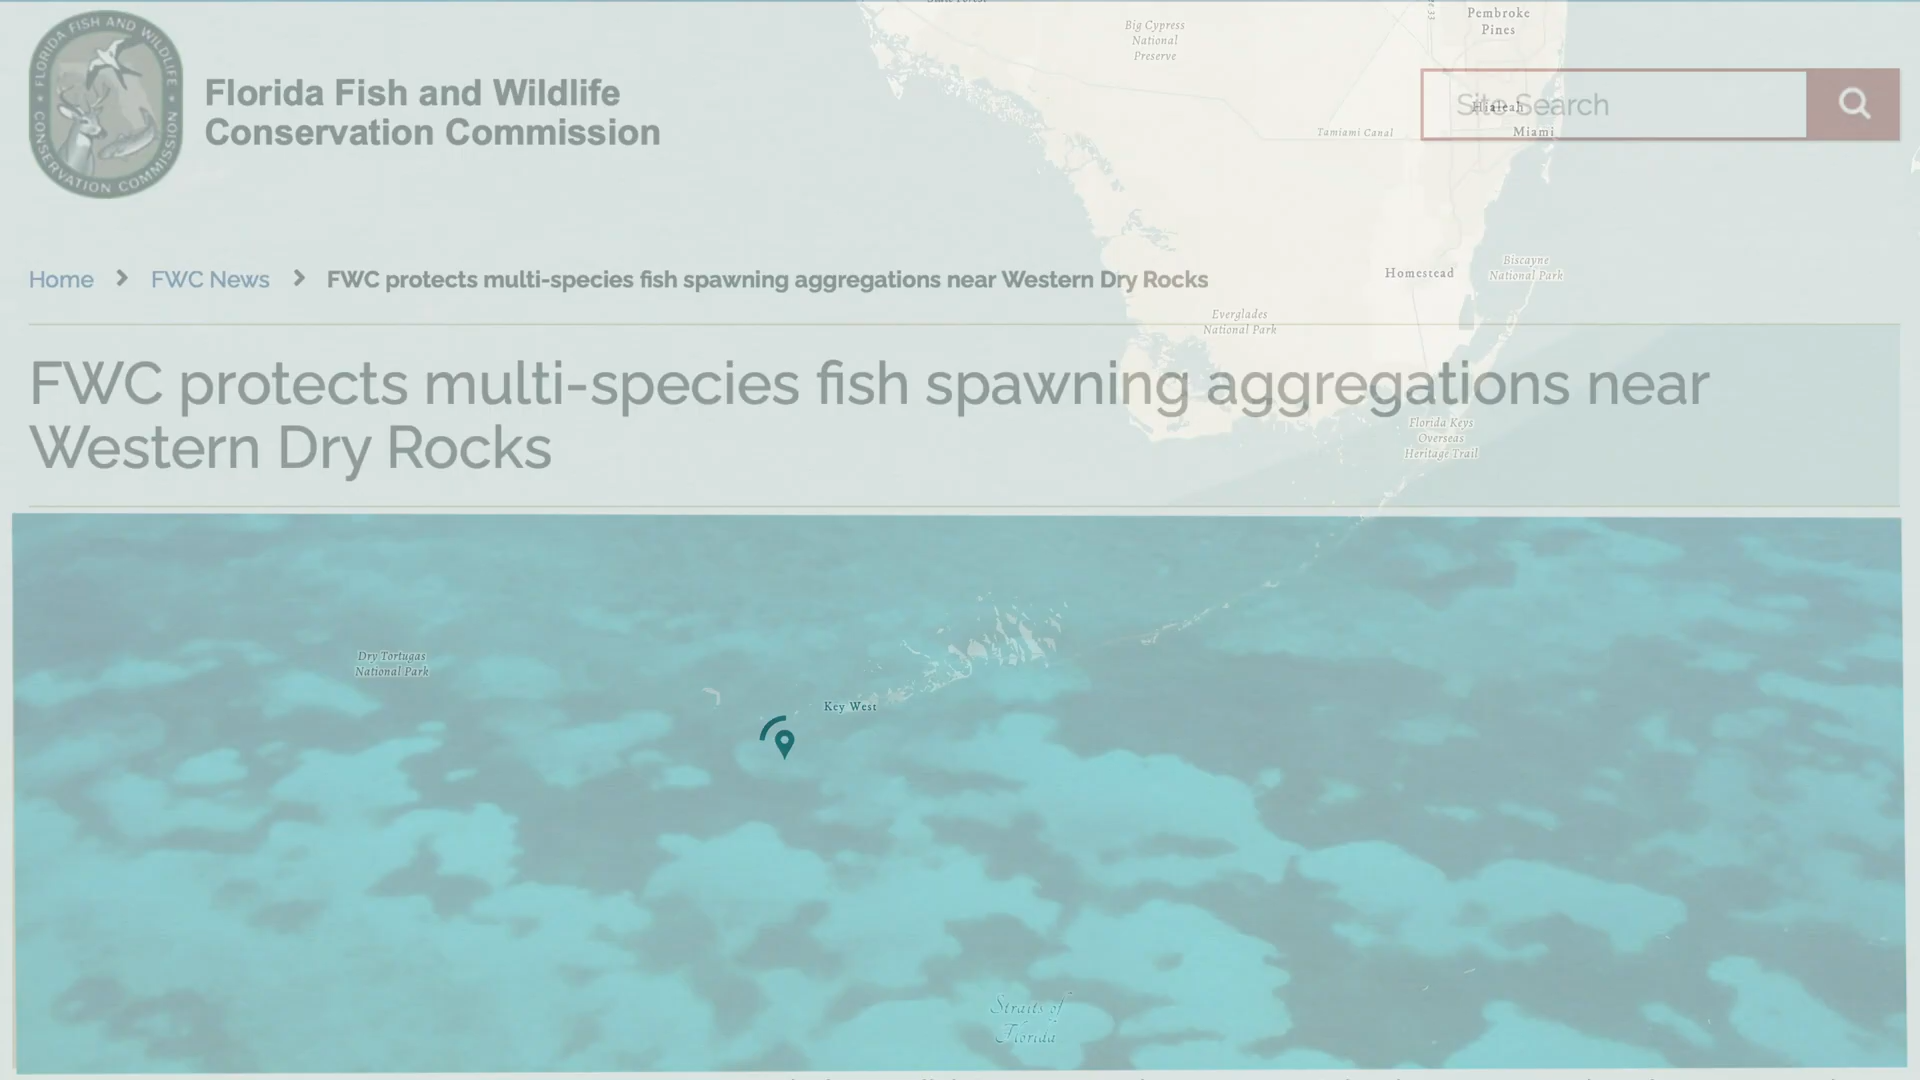 FLORIDA FISH AND WILDLIFE
CONSERVATION COMMISSION
Florida Fish and Wildlife
Conservation Commission
Site Search
Home
FWC News
FWC protects multi-species fish spawning aggregations near Western Dry Rocks
FWC protects multi-species fish spawning aggregations near
Western Dry Rocks
Big Cypress
National
Preserve
Pembroke
Pines
Hialeah
Miami
Tamiami Canal
Homestead
Biscayne
National Park
Everglades
National Park
Florida Keys
Overseas
Heritage Trail
Dry Tortugas
National Park
Key West
Straits of
Florida